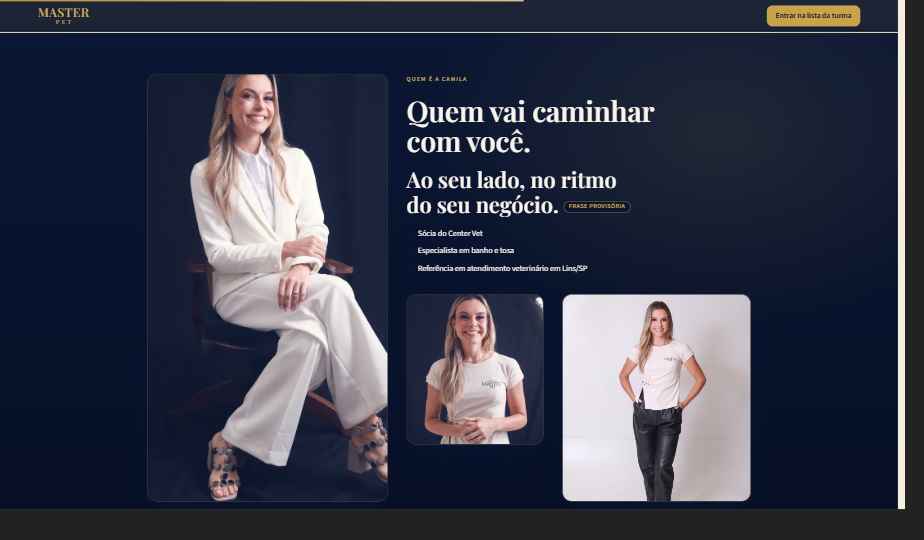 MASTER
PET
Entrar na lista da turma
QUEM É A CAMILA
Quem vai caminhar
com você.
Ao seu lado, no ritmo
do seu negócio. FRASE PROVISÓRIA
Sócia do Center Vet
Especialista em banho e tosa
Referência em atendimento veterinário em Lins/SP